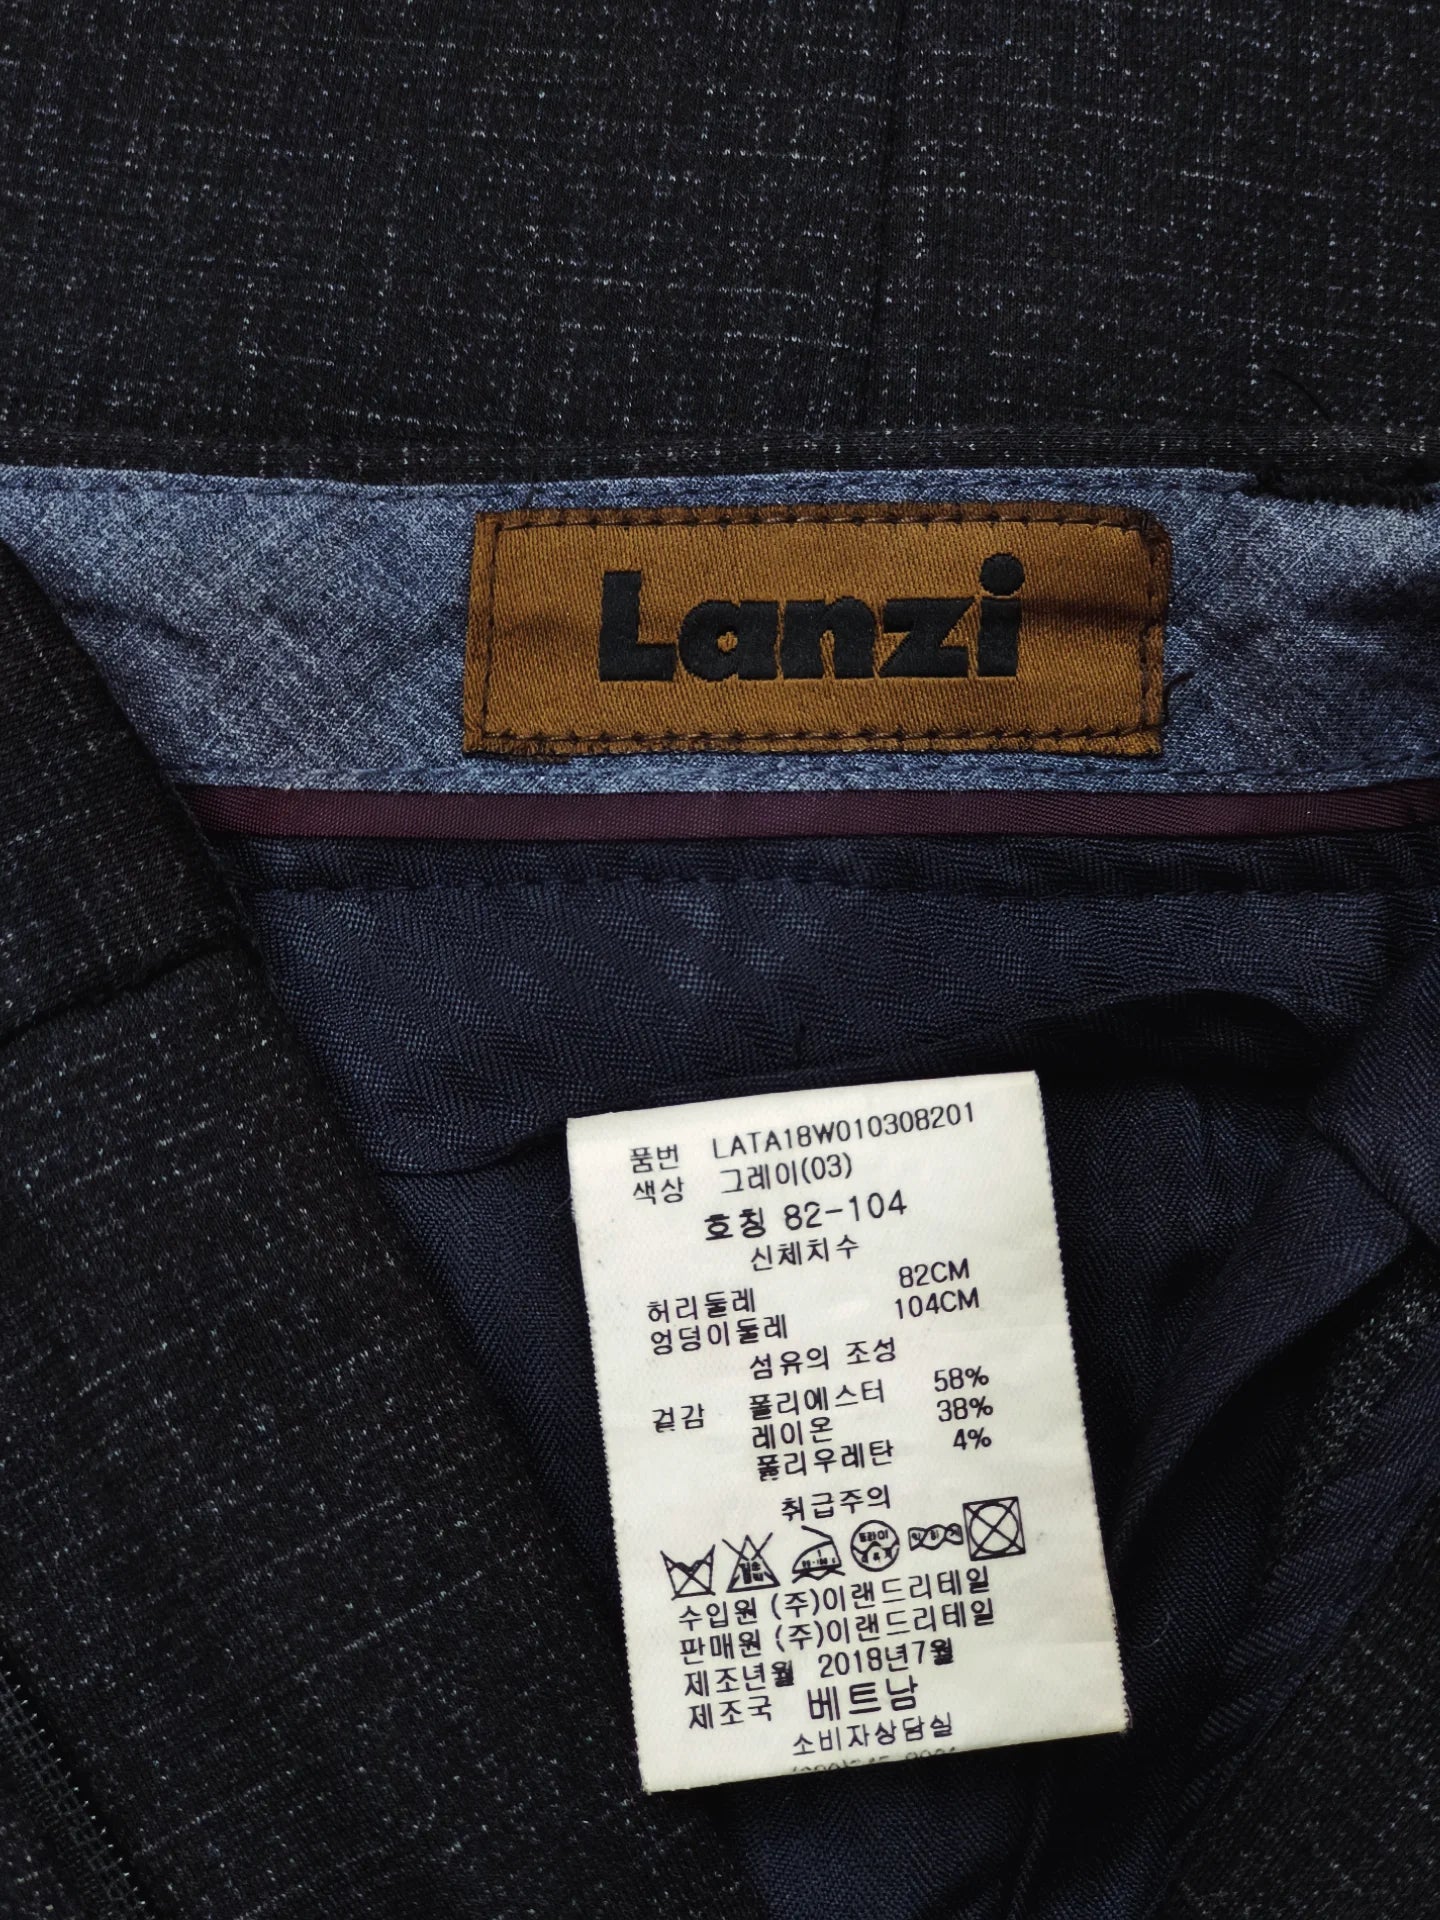 Lanzi
품번 LATA18W010308201
색상 그레이(03)
호칭 82-104
신체치수
허리둘레 82CM
엉덩이둘레 104CM
섬유의 조성
겉감 폴리에스터 58%
레이온 38%
폴리우레탄 4%
취급주의
수입원 (주)이랜드리테일
판매원 (주)이랜드리테일
제조년월 2018년7월
제조국 베트남
소비자상담실